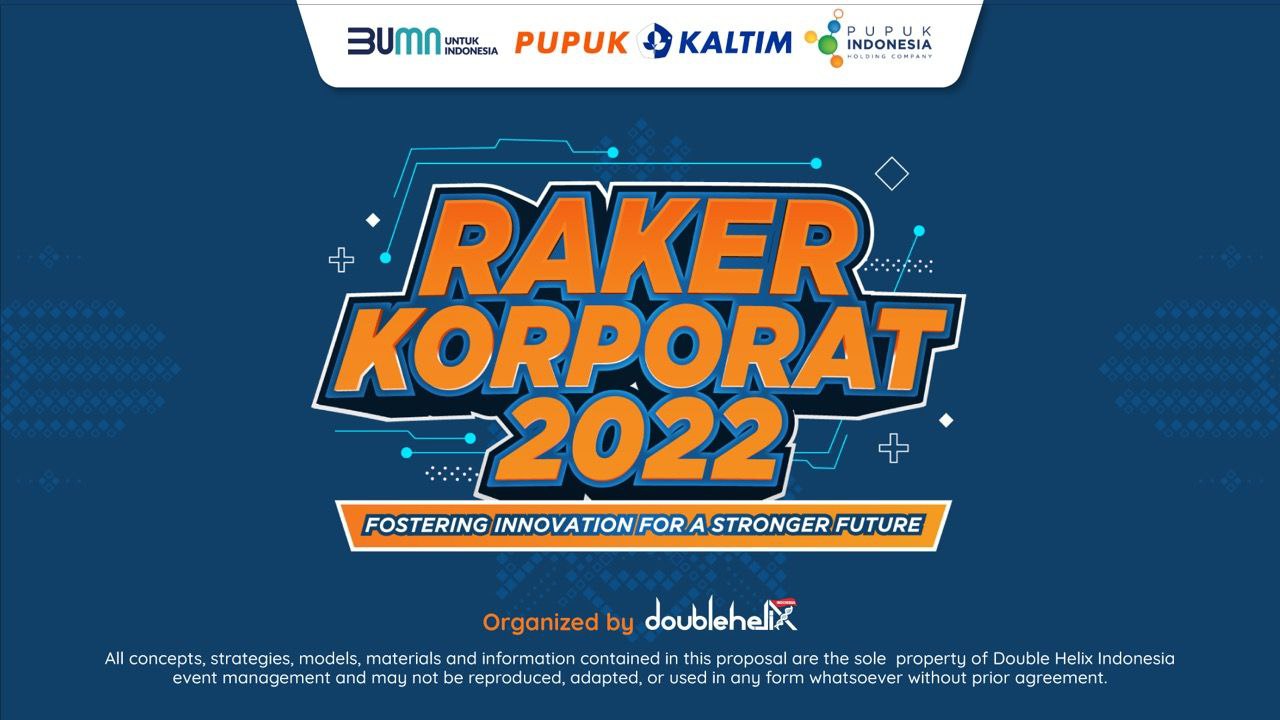 BUMN UNTUK INDONESIA
PUPUK KALTIM
PUPUK INDONESIA HOLDING COMPANY
RAKER
KORPORAT
2022
FOSTERING INNOVATION FOR A STRONGER FUTURE
Organized by doublehelix INDONESIA
All concepts, strategies, models, materials and information contained in this proposal are the sole property of Double Helix Indonesia
event management and may not be reproduced, adapted, or used in any form whatsoever without prior agreement.